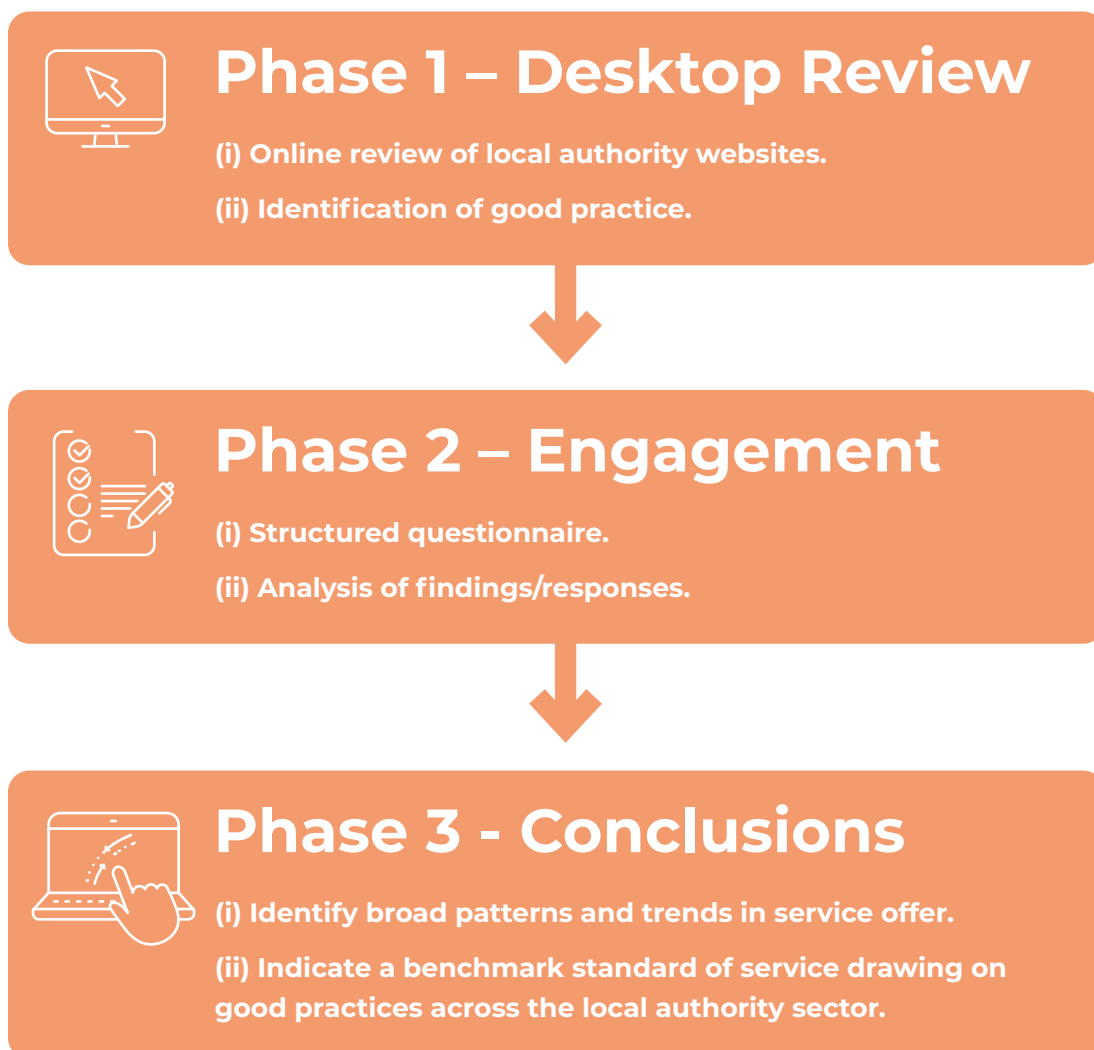 Phase 1 – Desktop Review
(i) Online review of local authority websites.
(ii) Identification of good practice.
Phase 2 – Engagement
(i) Structured questionnaire.
(ii) Analysis of findings/responses.
Phase 3 - Conclusions
(i) Identify broad patterns and trends in service offer.
(ii) Indicate a benchmark standard of service drawing on
good practices across the local authority sector.